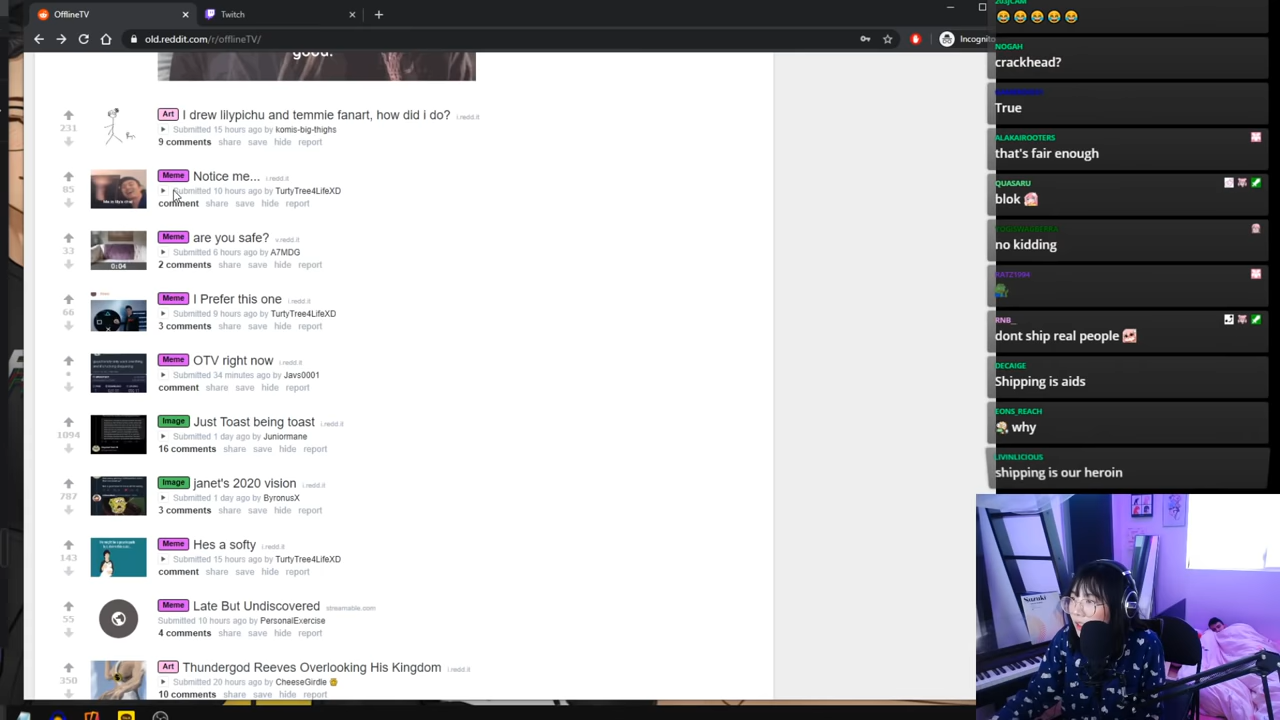 OfflineTV
Twitch
old.reddit.com/r/offlineTV/
Incognito
good.
231
Art I drew lilypichu and temmie fanart, how did i do? i.redd.it
Submitted 15 hours ago by komis-big-thighs
9 comments share save hide report
85
Meme Notice me... i.redd.it
Submitted 10 hours ago by TurtyTree4LifeXD
comment share save hide report
33
0:04
Meme are you safe? v.redd.it
Submitted 6 hours ago by A7MDG
2 comments share save hide report
66
Meme I Prefer this one i.redd.it
Submitted 9 hours ago by TurtyTree4LifeXD
3 comments share save hide report
•
Meme OTV right now i.redd.it
Submitted 34 minutes ago by Javs0001
comment share save hide report
1094
Image Just Toast being toast i.redd.it
Submitted 1 day ago by Juniormane
16 comments share save hide report
787
Image janet's 2020 vision i.redd.it
Submitted 1 day ago by ByronusX
3 comments share save hide report
143
Meme Hes a softy i.redd.it
Submitted 15 hours ago by TurtyTree4LifeXD
comment share save hide report
55
Meme Late But Undiscovered streamable.com
Submitted 10 hours ago by PersonalExercise
4 comments share save hide report
350
Art Thundergod Reeves Overlooking His Kingdom i.redd.it
Submitted 20 hours ago by CheeseGirdle
10 comments share save hide report
NOGAH
crackhead?
True
ALAKAIROOTERS
that's fair enough
QUASARU
blok
no kidding
RATZ1994
RNB_
dont ship real people
DECAIGE
Shipping is aids
EONS_REACH
why
LIVINLICIOUS
shipping is our heroin
Suzuki